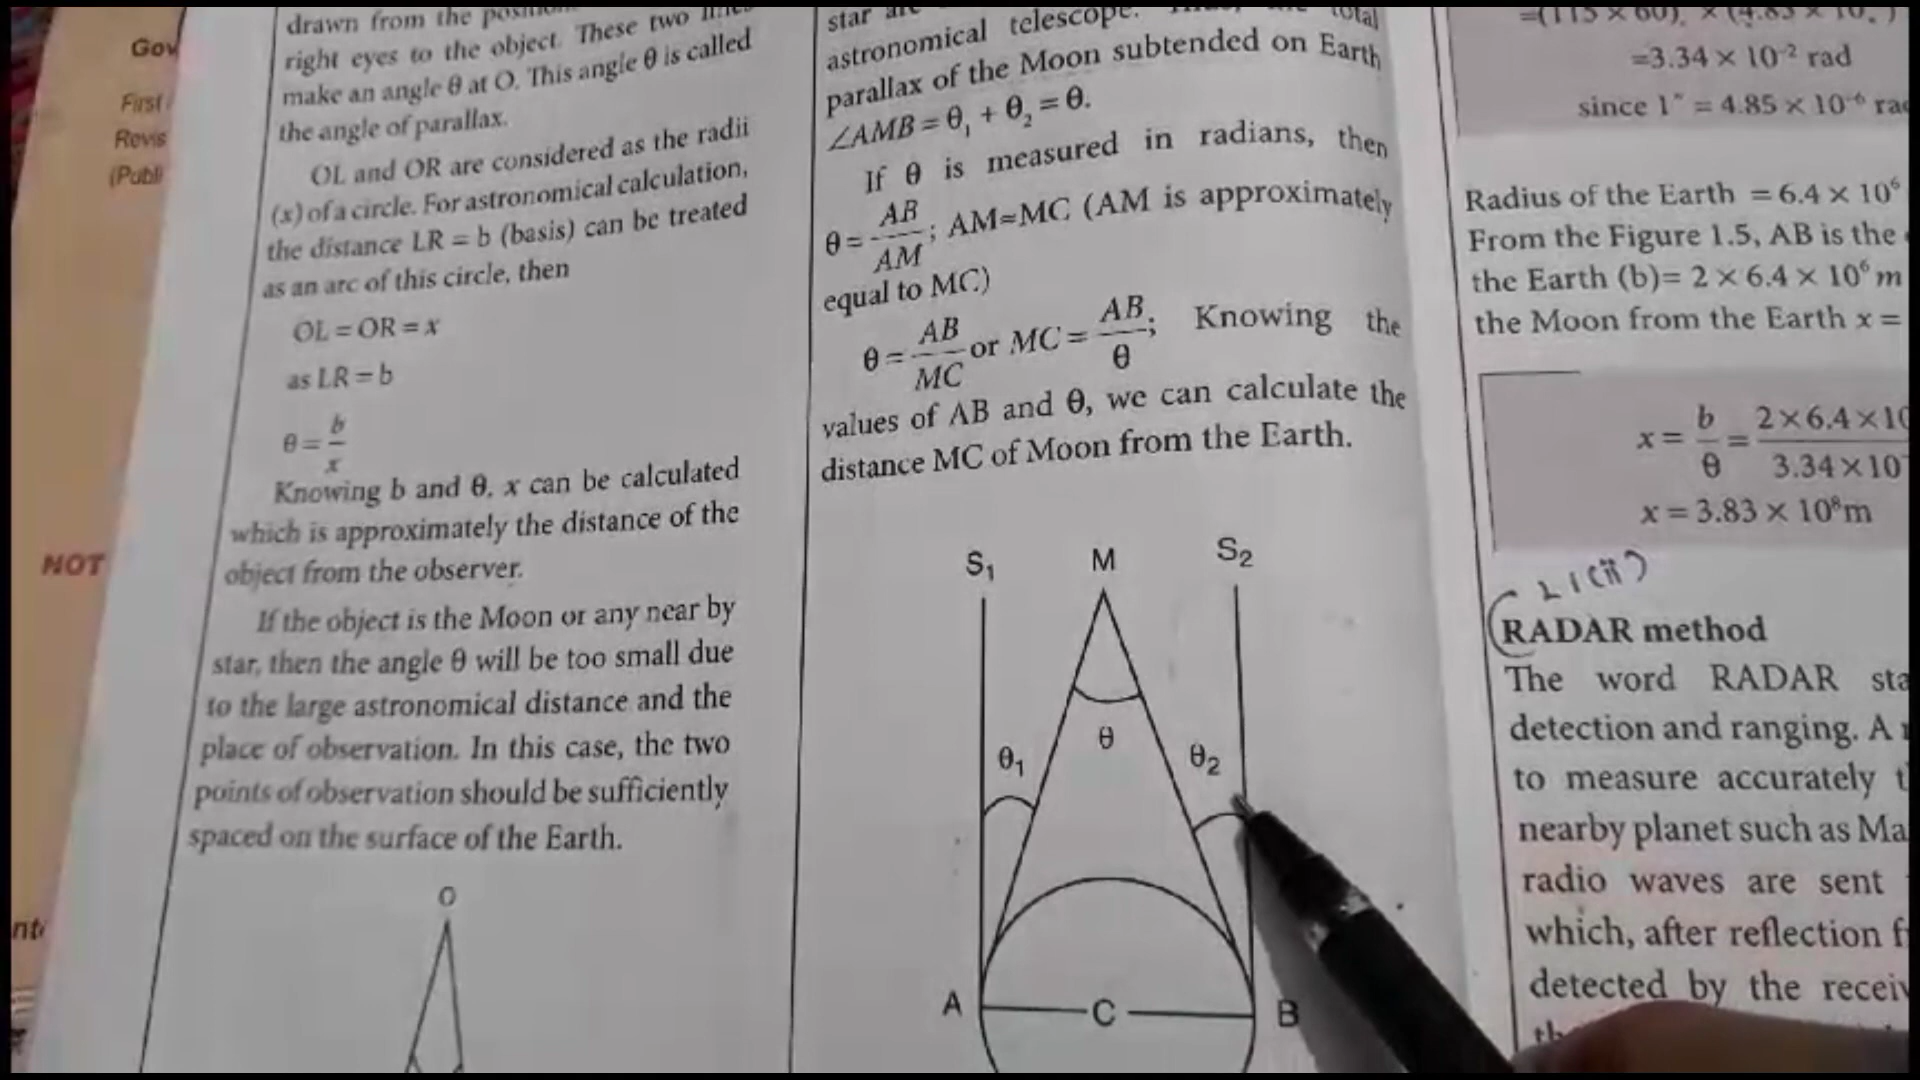 Gov
First
Revis
(Publi
NOT
drawn from the
right eyes to the object. These two lines
make an angle θ at O. This angle θ is called
the angle of parallax.
OL and OR are considered as the radii
(x) of a circle. For astronomical calculation,
the distance LR = b (basis) can be treated
as an arc of this circle, then
OL = OR = x
as LR = b
θ = b/x
Knowing b and θ, x can be calculated
which is approximately the distance of the
object from the observer.
If the object is the Moon or any near by
star, then the angle θ will be too small due
to the large astronomical distance and the
place of observation. In this case, the two
points of observation should be sufficiently
spaced on the surface of the Earth.
O
star are
astronomical telescope. total
parallax of the Moon subtended on Earth
∠AMB = θ₁ + θ₂ = θ.
If θ is measured in radians, then
θ = AB/AM; AM≈MC (AM is approximately
equal to MC)
θ = AB/MC or MC = AB/θ; Knowing the
values of AB and θ, we can calculate the
distance MC of Moon from the Earth.
S₁ M S₂
θ₁ θ θ₂
A C B
=3.34 × 10⁻² rad
since 1″ = 4.85 × 10⁻⁶ ra
Radius of the Earth = 6.4 × 10⁶
From the Figure 1.5, AB is the
the Earth (b)= 2 × 6.4 × 10⁶ m
the Moon from the Earth x =
x = b/θ = 2×6.4×10/3.34×10
x = 3.83 × 10⁸m
RADAR method
The word RADAR sta
detection and ranging. A
to measure accurately t
nearby planet such as Ma
radio waves are sent
which, after reflection f
detected by the receiv